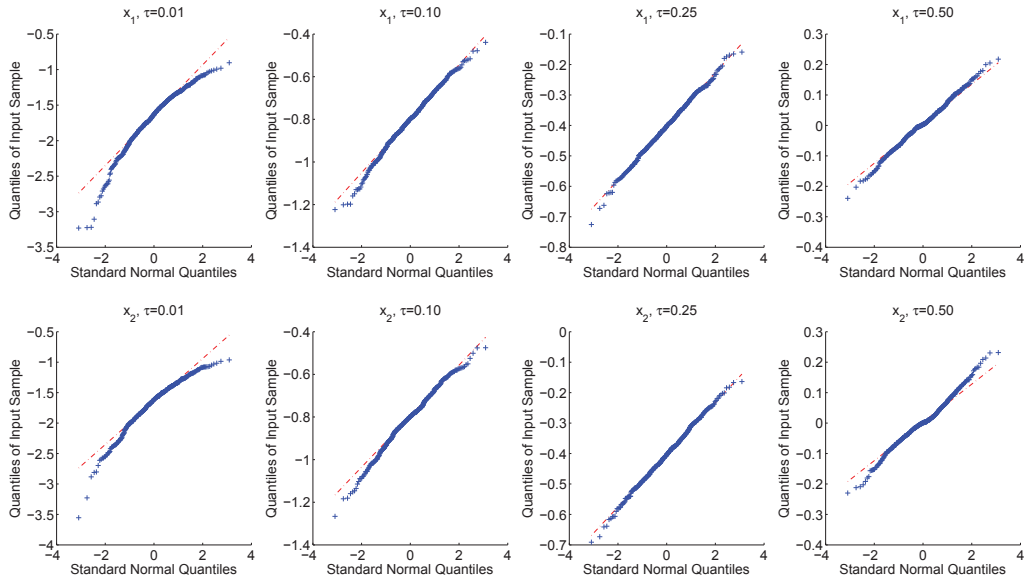 x1, τ=0.01 x1, τ=0.10 x1, τ=0.25 x1, τ=0.50
−0.5 −0.4 −0.1 0.3
−1 −0.6 −0.2 0.2
−1.5 −0.8 −0.3 0.1
−2 −1 −0.4 0
−2.5 −1.2 −0.5 −0.1
−3 −1.4 −0.6 −0.2
−3.5 −0.7 −0.3
−0.8 −0.4
Quantiles of Input Sample Quantiles of Input Sample Quantiles of Input Sample Quantiles of Input Sample
−4 −2 0 2 4 −4 −2 0 2 4 −4 −2 0 2 4 −4 −2 0 2 4
Standard Normal Quantiles Standard Normal Quantiles Standard Normal Quantiles Standard Normal Quantiles
x2, τ=0.01 x2, τ=0.10 x2, τ=0.25 x2, τ=0.50
−0.5 −0.4 0 0.3
−1 −0.6 −0.1 0.2
−1.5 −0.8 −0.2 0.1
−2 −1 −0.3 0
−2.5 −1.2 −0.4 −0.1
−3 −1.4 −0.5 −0.2
−3.5 −0.6 −0.3
−4 −0.7 −0.4
Quantiles of Input Sample Quantiles of Input Sample Quantiles of Input Sample Quantiles of Input Sample
−4 −2 0 2 4 −4 −2 0 2 4 −4 −2 0 2 4 −4 −2 0 2 4
Standard Normal Quantiles Standard Normal Quantiles Standard Normal Quantiles Standard Normal Quantiles